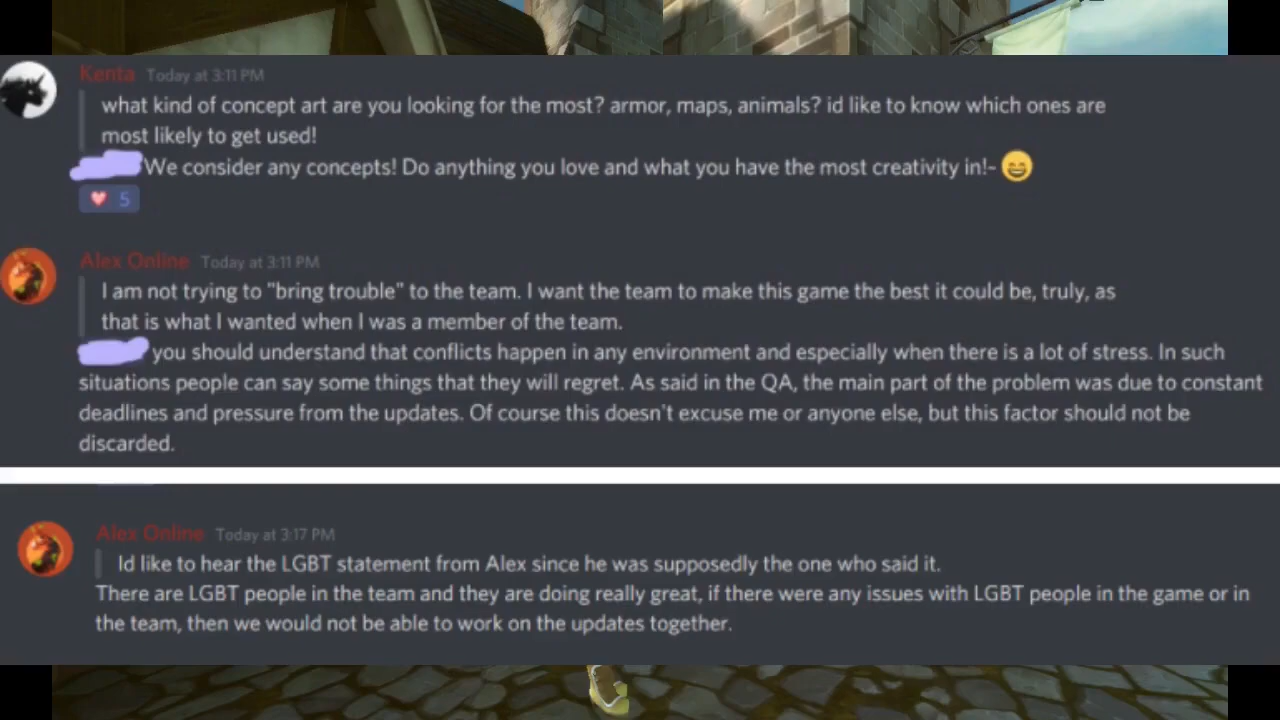 Kenta Today at 3:11 PM
what kind of concept art are you looking for the most? armor, maps, animals? id like to know which ones are
most likely to get used!
We consider any concepts! Do anything you love and what you have the most creativity in!~ 😄
5
Alex Online Today at 3:11 PM
I am not trying to "bring trouble" to the team. I want the team to make this game the best it could be, truly, as
that is what I wanted when I was a member of the team.
you should understand that conflicts happen in any environment and especially when there is a lot of stress. In such
situations people can say some things that they will regret. As said in the QA, the main part of the problem was due to constant
deadlines and pressure from the updates. Of course this doesn't excuse me or anyone else, but this factor should not be
discarded.
Alex Online Today at 3:17 PM
Id like to hear the LGBT statement from Alex since he was supposedly the one who said it.
There are LGBT people in the team and they are doing really great, if there were any issues with LGBT people in the game or in
the team, then we would not be able to work on the updates together.